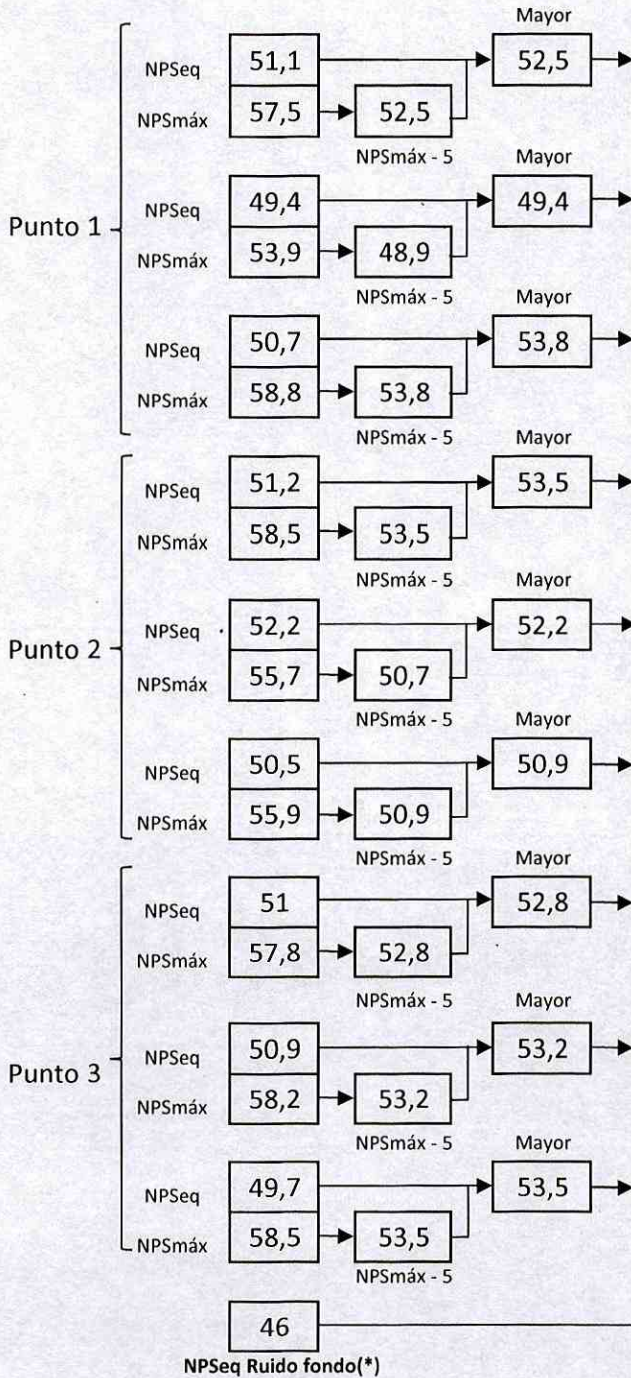 Mayor
NPSeq 51,1 52,5
NPSmáx 57,5 52,5
NPSmáx - 5
Mayor
Punto 1
NPSeq 49,4 49,4
NPSmáx 53,9 48,9
NPSmáx - 5
Mayor
NPSeq 50,7 53,8
NPSmáx 58,8 53,8
NPSmáx - 5
Mayor
NPSeq 51,2 53,5
NPSmáx 58,5 53,5
NPSmáx - 5
Mayor
Punto 2
NPSeq 52,2 52,2
NPSmáx 55,7 50,7
NPSmáx - 5
Mayor
NPSeq 50,5 50,9
NPSmáx 55,9 50,9
NPSmáx - 5
Mayor
NPSeq 51 52,8
NPSmáx 57,8 52,8
NPSmáx - 5
Mayor
Punto 3
NPSeq 50,9 53,2
NPSmáx 58,2 53,2
NPSmáx - 5
Mayor
NPSeq 49,7 53,5
NPSmáx 58,5 53,5
NPSmáx - 5
46
NPSeq Ruido fondo(*)